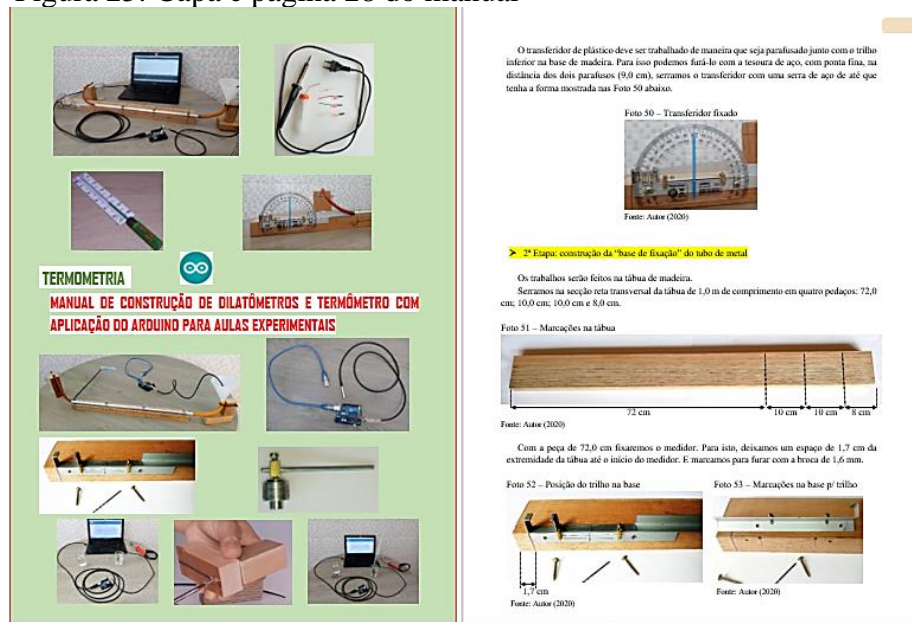 Figura 25: Capa e página 28 do manual
TERMOMETRIA
MANUAL DE CONSTRUÇÃO DE DILATÔMETROS E TERMÔMETRO COM
APLICAÇÃO DO ARDUINO PARA AULAS EXPERIMENTAIS
O transferidor de plástico deve ser trabalhado de maneira que seja parafusado junto com o trilho
inferior na base de madeira. Para isso podemos furá-lo com a tesoura de aço, com ponta fina, na
distância dos dois parafusos (9,0 cm), serramos o transferidor com uma serra de aço de até que
tenha a forma mostrada nas Foto 50 abaixo.
Foto 50 – Transferidor fixado
Fonte: Autor (2020)
➤ 2ª Etapa: construção da “base de fixação” do tubo de metal
Os trabalhos serão feitos na tábua de madeira.
Serramos na secção reta transversal da tábua de 1,0 m de comprimento em quatro pedaços: 72,0
cm; 10,0 cm; 10,0 cm e 8,0 cm.
Foto 51 – Marcações na tábua
72 cm 10 cm 10 cm 8 cm
Fonte: Autor (2020)
Com a peça de 72,0 cm fixaremos o medidor. Para isto, deixamos um espaço de 1,7 cm da
extremidade da tábua até o início do medidor. E marcamos para furar com a broca de 1,6 mm.
Foto 52 – Posição do trilho na base
1,7 cm
Fonte: Autor (2020)
Foto 53 – Marcações na base p/ trilho
Fonte: Autor (2020)